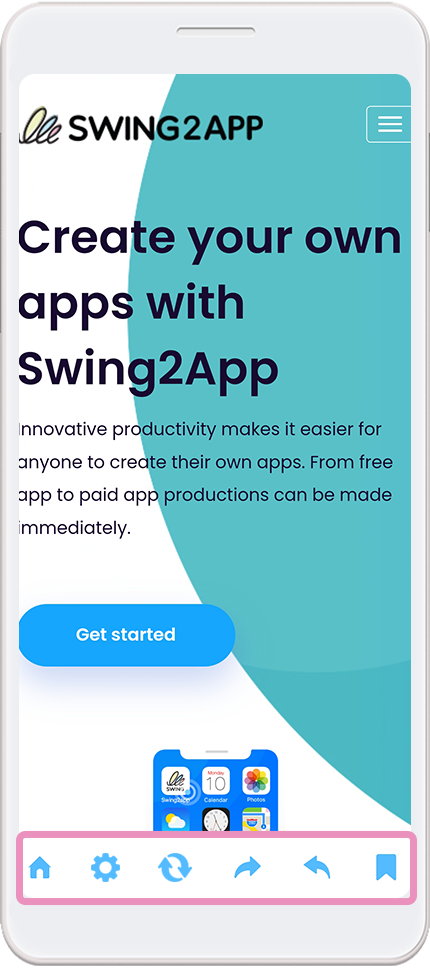 SWING2APP
Create your own
apps with
Swing2App
Innovative productivity makes it easier for
anyone to create their own apps. From free
app to paid app productions can be made
immediately.
Get started
SWING
Monday
10
Swing2app
Calendar
Photos